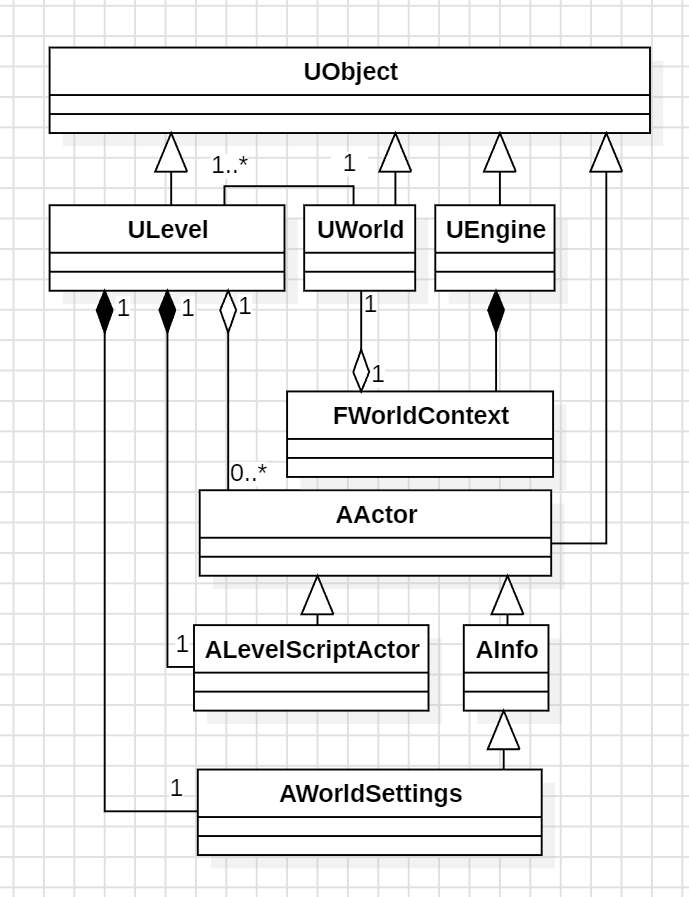 UObject
1..* 1
ULevel UWorld UEngine
1 1 1 1
1
FWorldContext
0..*
AActor
1 ALevelScriptActor AInfo
1
AWorldSettings